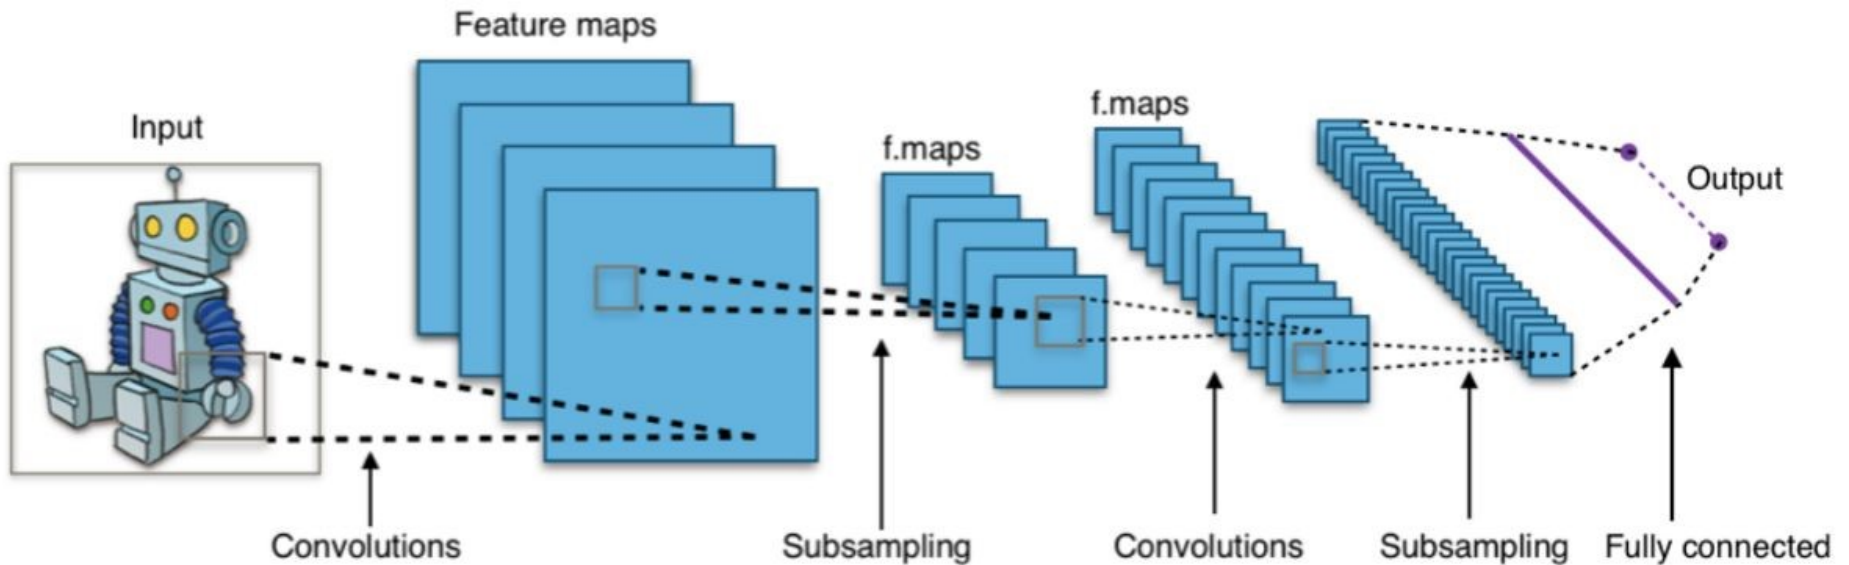 Feature maps
Input
f.maps
f.maps
Output
Convolutions
Subsampling
Convolutions
Subsampling
Fully connected